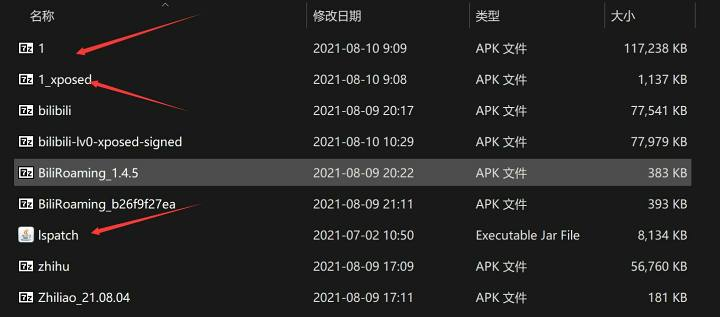 名称 修改日期 类型 大小
1 2021-08-10 9:09 APK 文件 117,238 KB
1_xposed 2021-08-10 9:08 APK 文件 1,137 KB
bilibili 2021-08-09 20:17 APK 文件 77,541 KB
bilibili-lv0-xposed-signed 2021-08-10 10:29 APK 文件 77,979 KB
BiliRoaming_1.4.5 2021-08-09 20:22 APK 文件 383 KB
BiliRoaming_b26f9f27ea 2021-08-09 21:11 APK 文件 393 KB
lspatch 2021-07-02 10:50 Executable Jar File 8,134 KB
zhihu 2021-08-09 17:09 APK 文件 56,760 KB
Zhiliao_21.08.04 2021-08-09 17:11 APK 文件 181 KB